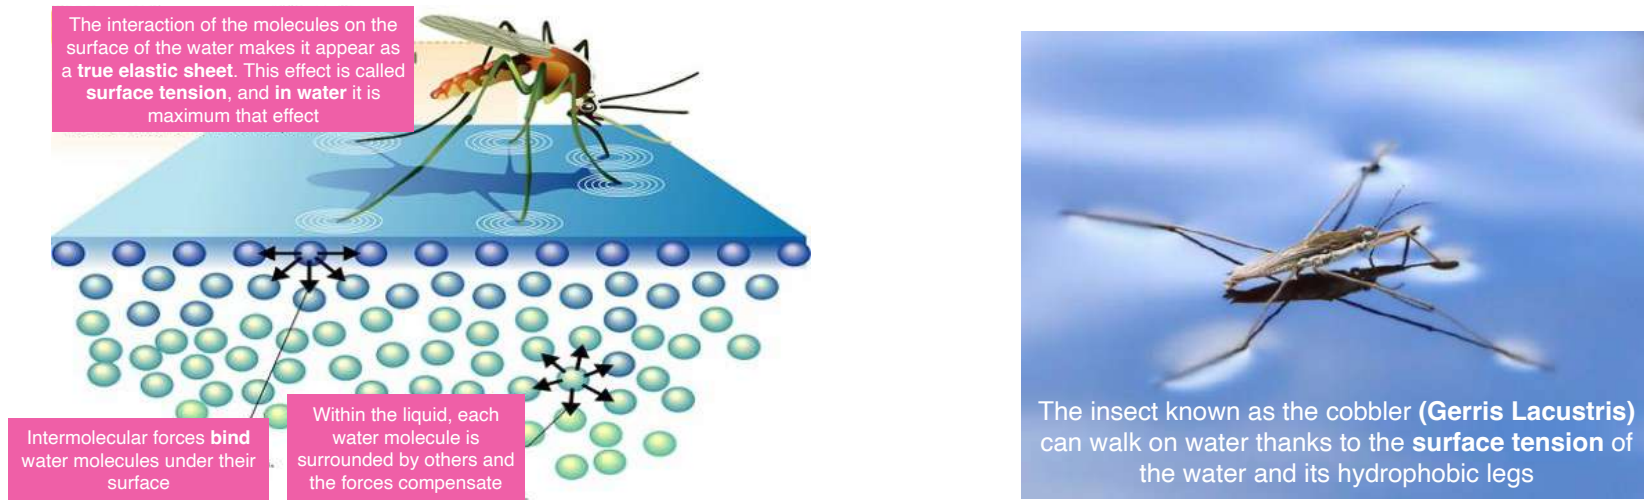 The interaction of the molecules on the
surface of the water makes it appear as
a true elastic sheet. This effect is called
surface tension, and in water it is
maximum that effect
Intermolecular forces bind
water molecules under their
surface
Within the liquid, each
water molecule is
surrounded by others and
the forces compensate
The insect known as the cobbler (Gerris Lacustris)
can walk on water thanks to the surface tension of
the water and its hydrophobic legs